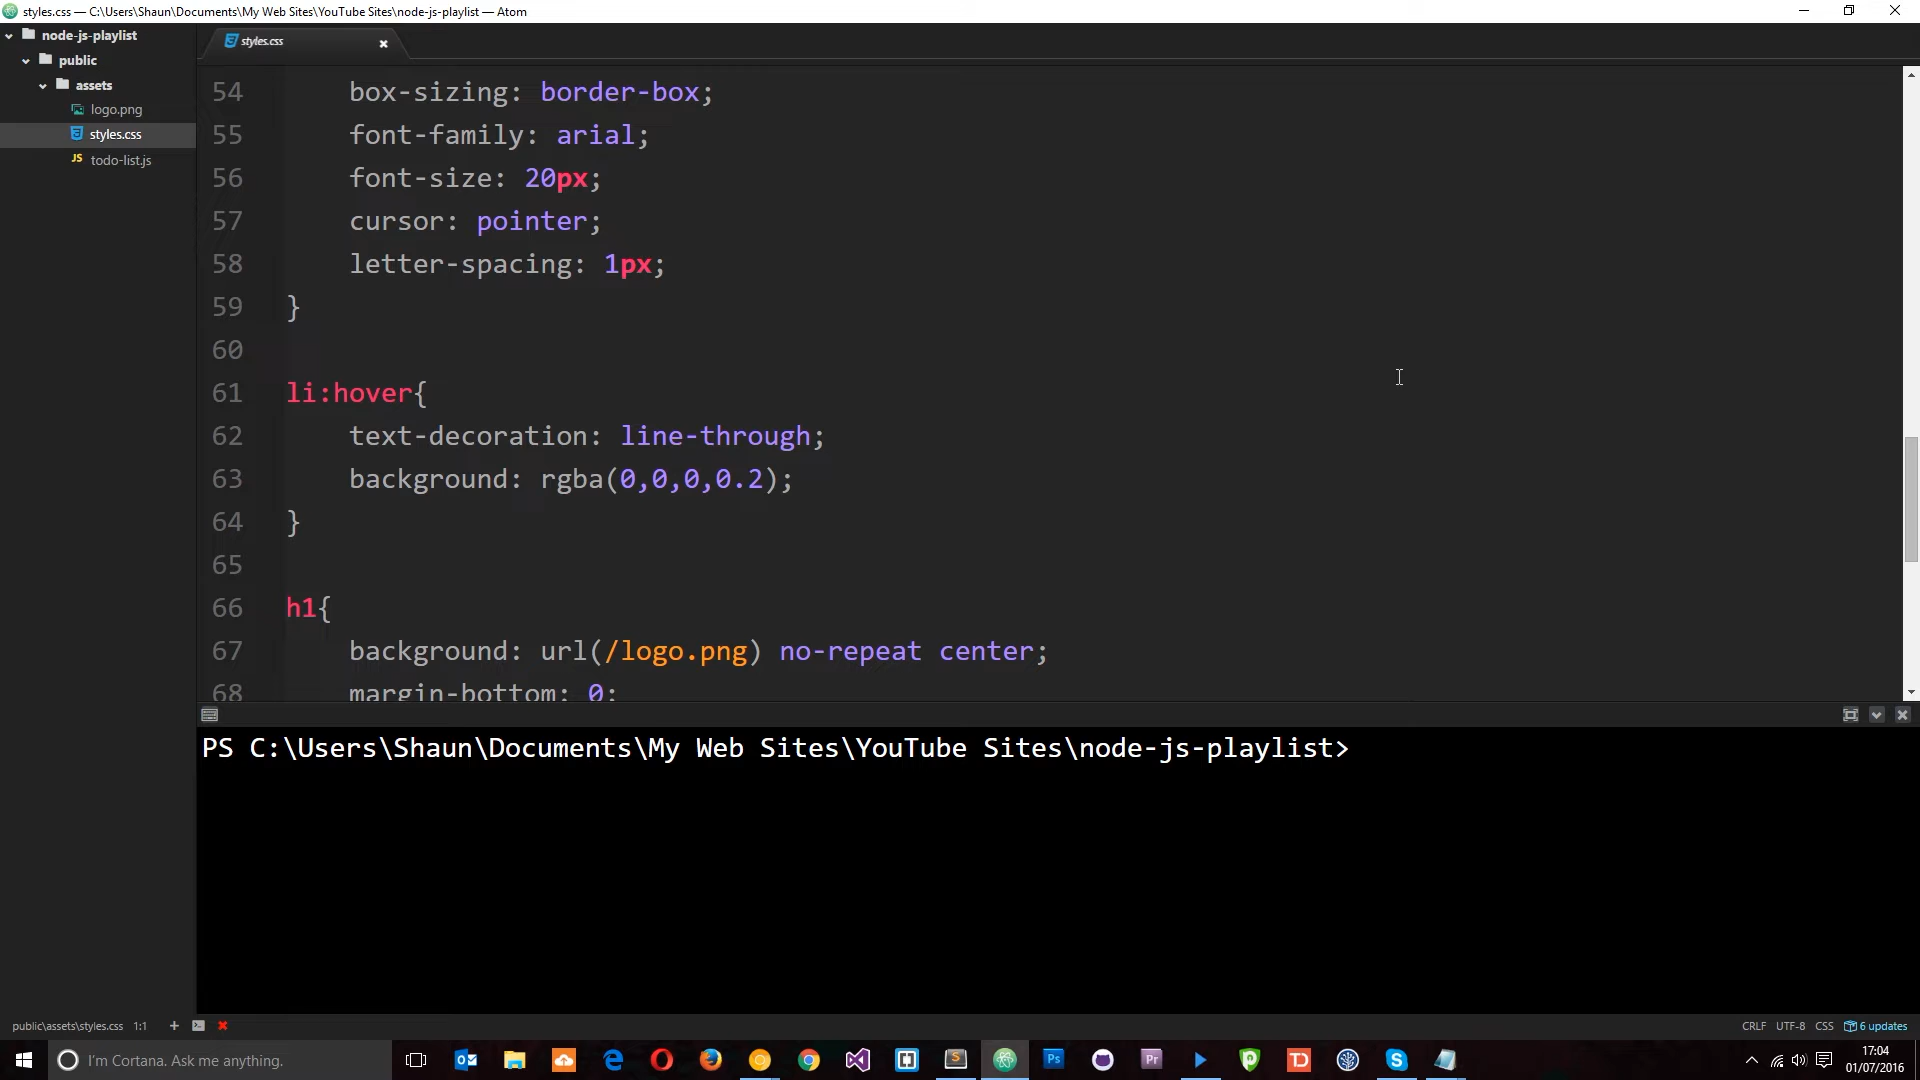 styles.css — C:\Users\Shaun\Documents\My Web Sites\YouTube Sites\node-js-playlist — Atom
node-js-playlist
public
assets
logo.png
styles.css
JS todo-list.js
styles.css
54 box-sizing: border-box;
55 font-family: arial;
56 font-size: 20px;
57 cursor: pointer;
58 letter-spacing: 1px;
59 }
60
61 li:hover{
62 text-decoration: line-through;
63 background: rgba(0,0,0,0.2);
64 }
65
66 h1{
67 background: url(/logo.png) no-repeat center;
68 margin-bottom: 0;
PS C:\Users\Shaun\Documents\My Web Sites\YouTube Sites\node-js-playlist>
public\assets\styles.css 1:1
CRLF UTF-8 CSS 6 updates
I'm Cortana. Ask me anything.
Ps
Pr
TD
17:04
01/07/2016